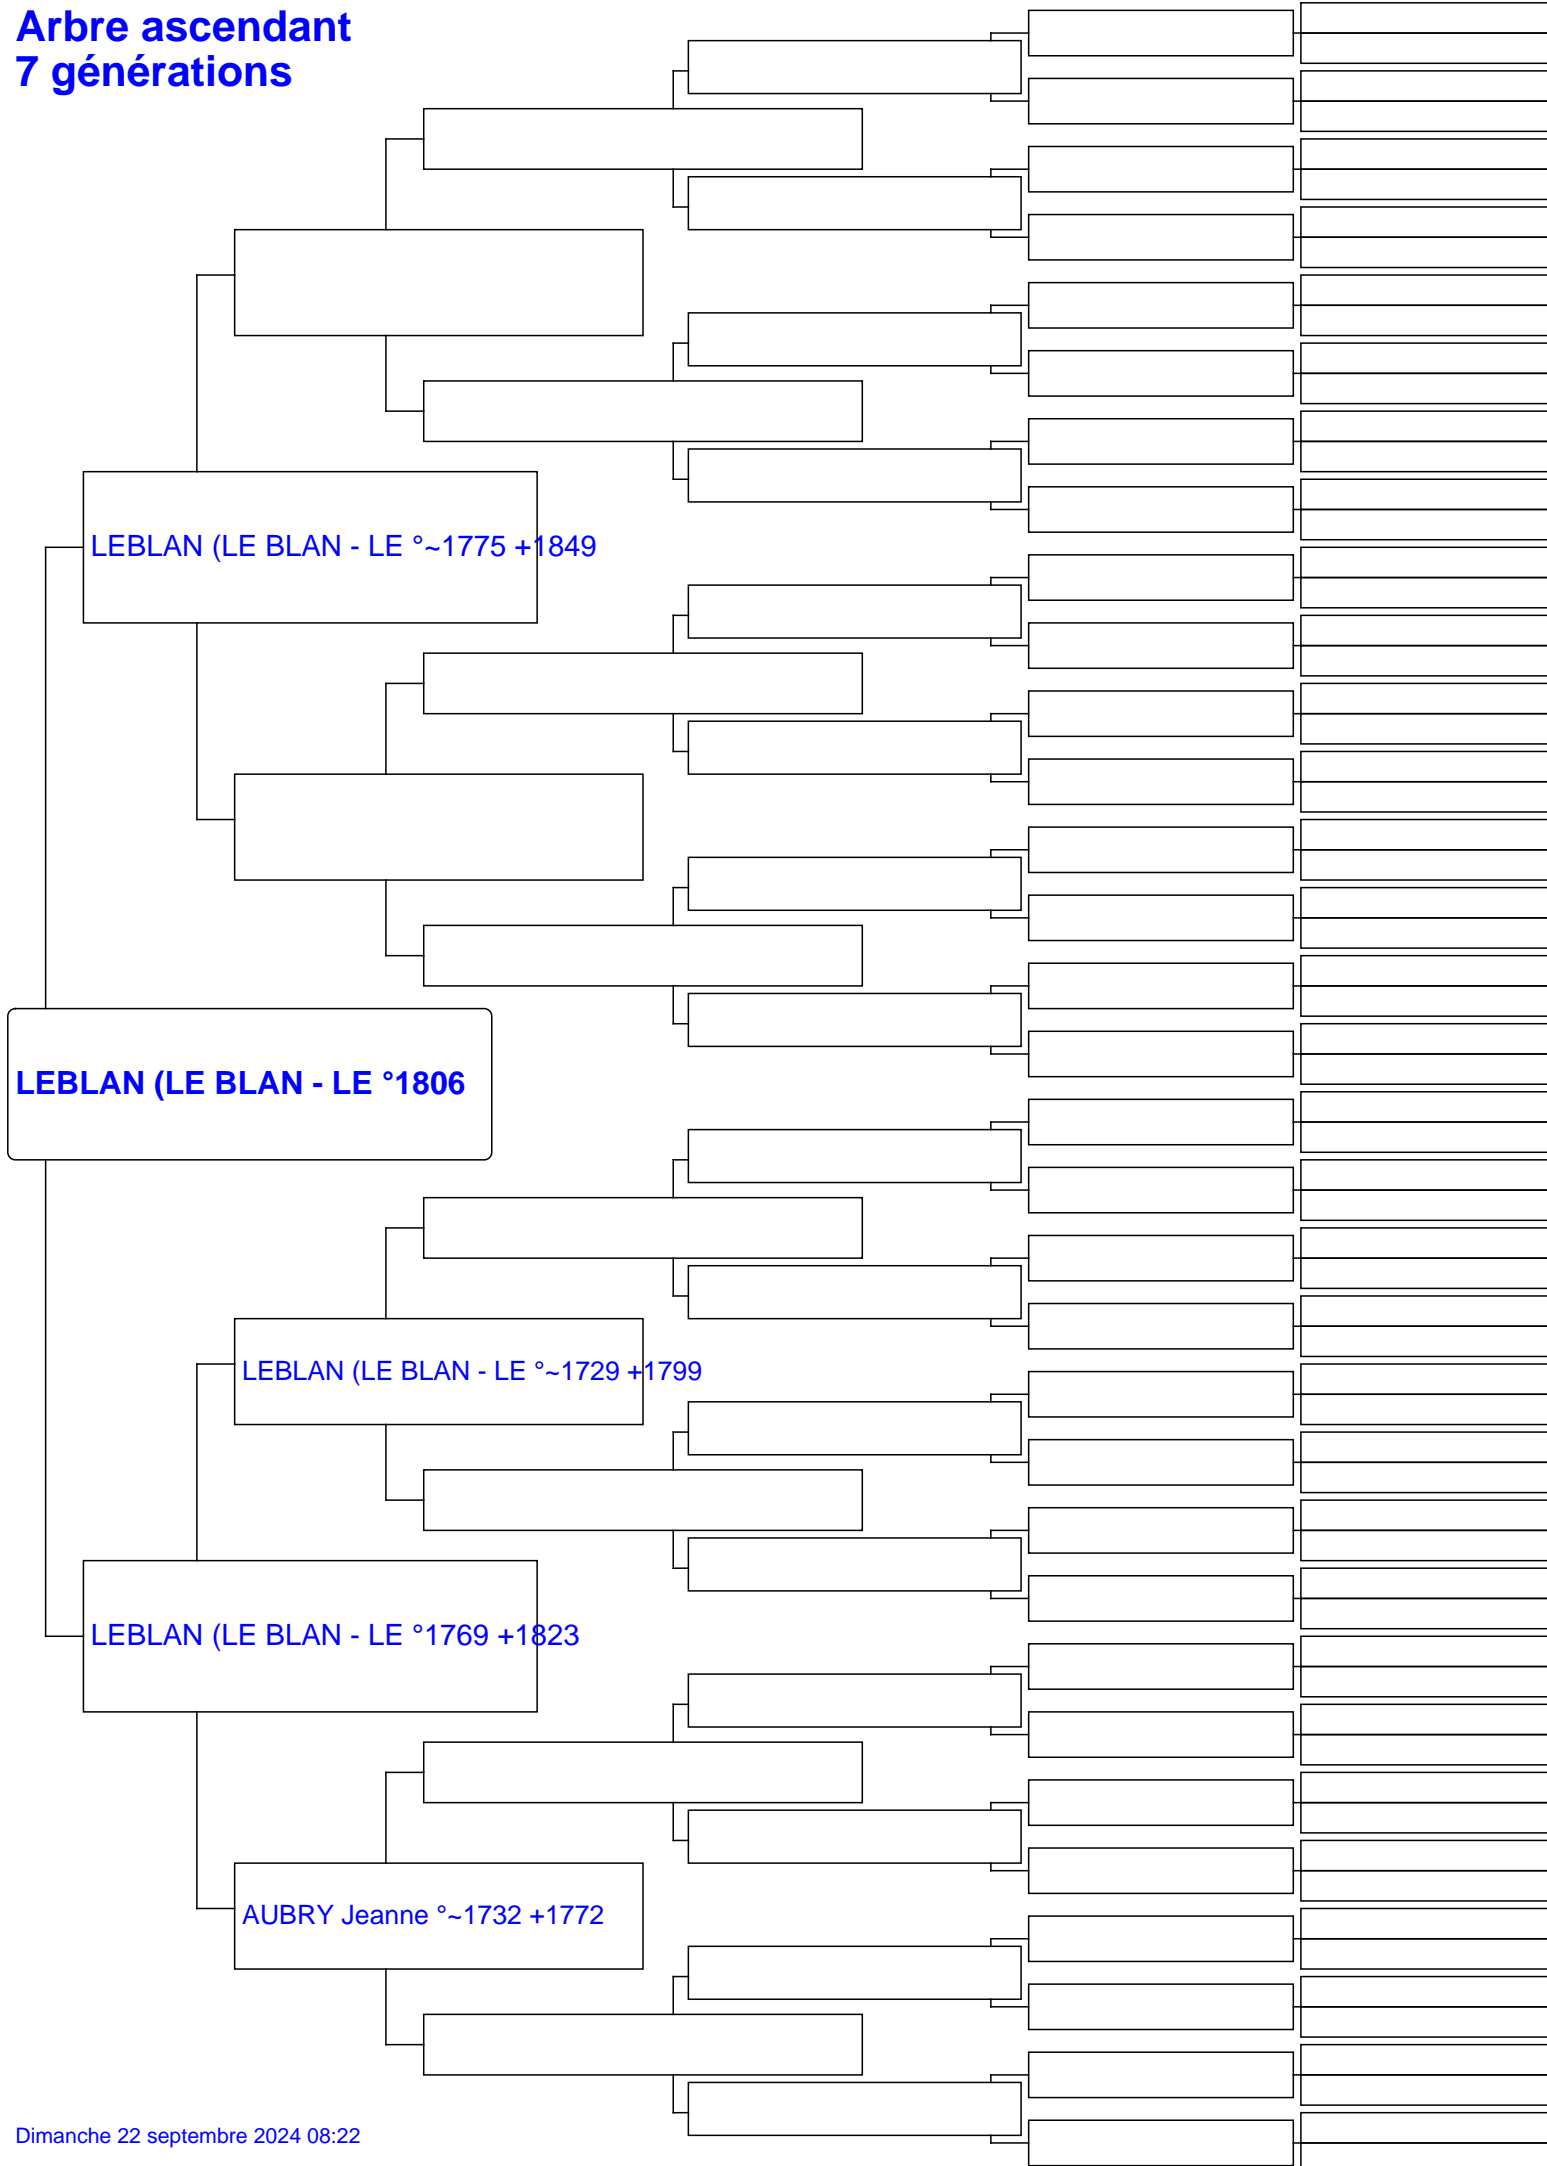 Arbre ascendant
7 générations
LEBLAN (LE BLAN - LE °~1775 +1849
LEBLAN (LE BLAN - LE °1806
LEBLAN (LE BLAN - LE °~1729 +1799
LEBLAN (LE BLAN - LE °1769 +1823
AUBRY Jeanne °~1732 +1772
Dimanche 22 septembre 2024 08:22